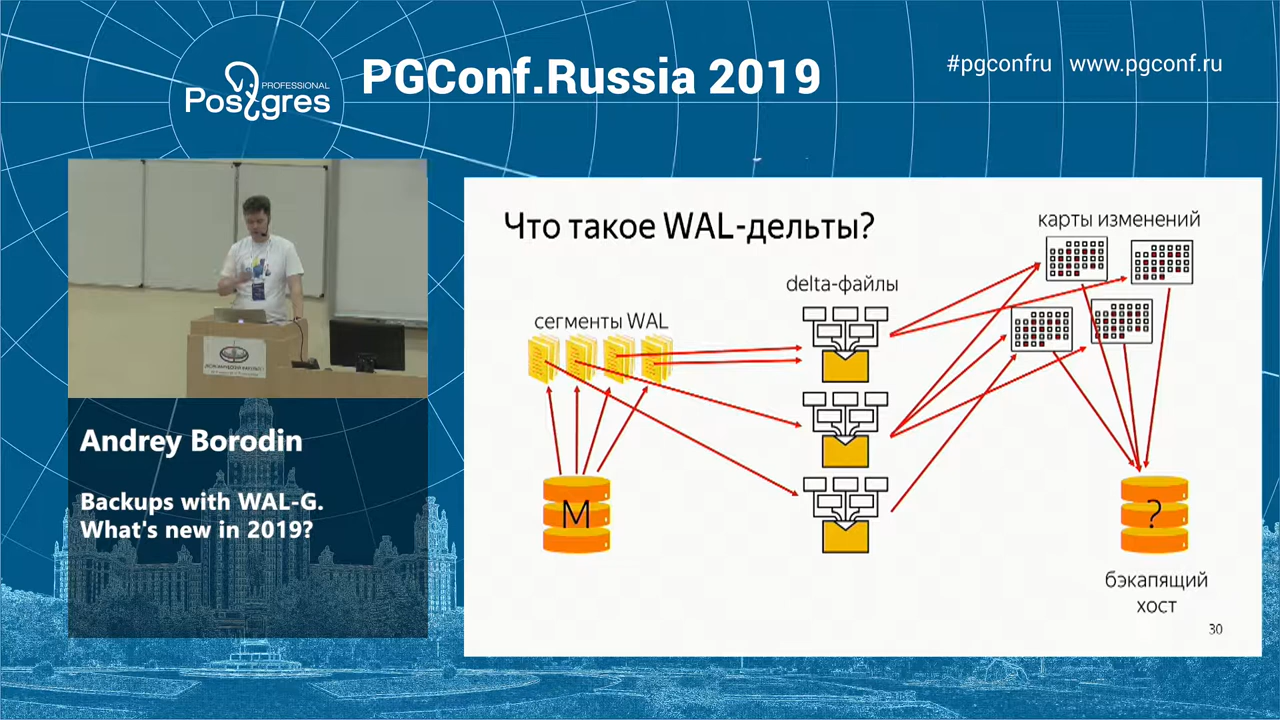 PROFESSIONAL
Postgres
PGConf.Russia 2019
#pgconfru www.pgconf.ru
Andrey Borodin
Backups with WAL-G.
What's new in 2019?
Что такое WAL-дельты?
карты изменений
delta-файлы
сегменты WAL
M
?
бэкапящий
хост
30